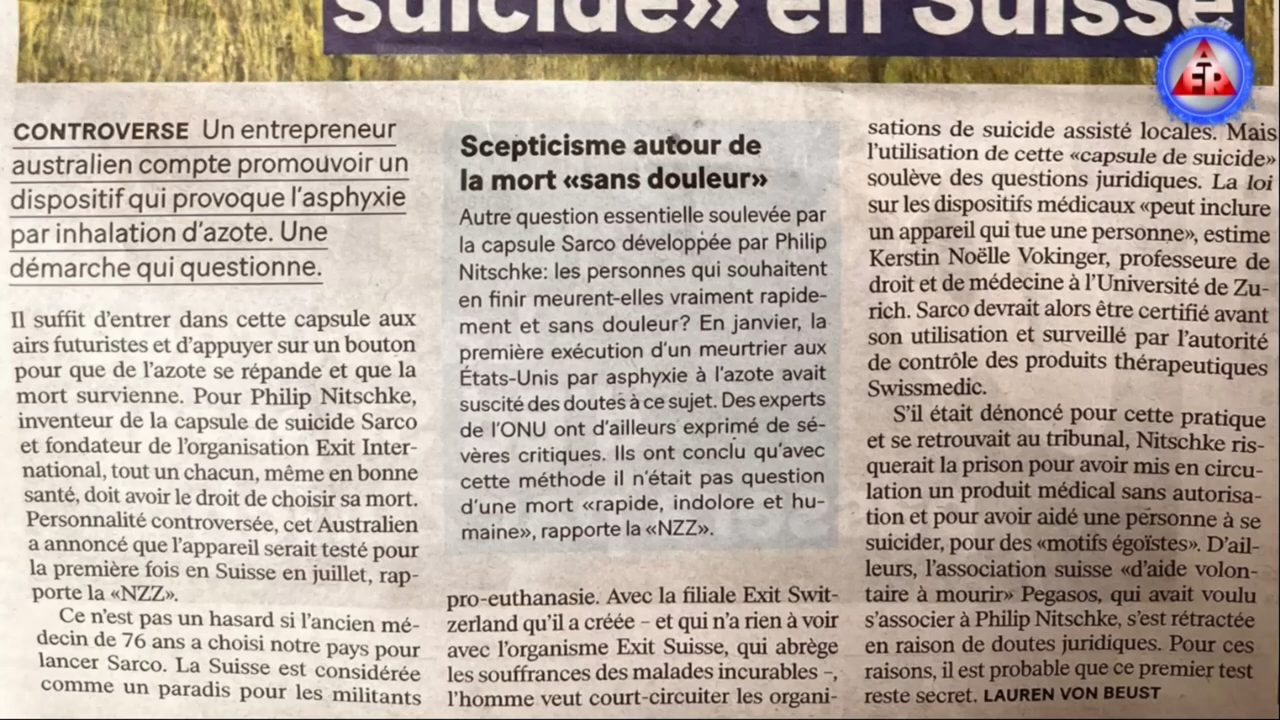 suicide» en Suisse
ETR
CONTROVERSE Un entrepreneur
australien compte promouvoir un
dispositif qui provoque l'asphyxie
par inhalation d'azote. Une
démarche qui questionne.
Il suffit d'entrer dans cette capsule aux
airs futuristes et d'appuyer sur un bouton
pour que de l'azote se répande et que la
mort survienne. Pour Philip Nitschke,
inventeur de la capsule de suicide Sarco
et fondateur de l'organisation Exit Inter-
national, tout un chacun, même en bonne
santé, doit avoir le droit de choisir sa mort.
Personnalité controversée, cet Australien
a annoncé que l'appareil serait testé pour
la première fois en Suisse en juillet, rap-
porte la «NZZ».
Ce n'est pas un hasard si l'ancien mé-
decin de 76 ans a choisi notre pays pour
lancer Sarco. La Suisse est considérée
comme un paradis pour les militants
Scepticisme autour de
la mort «sans douleur»
Autre question essentielle soulevée par
la capsule Sarco développée par Philip
Nitschke: les personnes qui souhaitent
en finir meurent-elles vraiment rapide-
ment et sans douleur? En janvier, la
première exécution d'un meurtrier aux
États-Unis par asphyxie à l'azote avait
suscité des doutes à ce sujet. Des experts
de l'ONU ont d'ailleurs exprimé de sé-
vères critiques. Ils ont conclu qu'avec
cette méthode il n'était pas question
d'une mort «rapide, indolore et hu-
maine», rapporte la «NZZ».
pro-euthanasie. Avec la filiale Exit Swit-
zerland qu'il a créée – et qui n'a rien à voir
avec l'organisme Exit Suisse, qui abrège
les souffrances des malades incurables –,
l'homme veut court-circuiter les organi-
sations de suicide assisté locales. Mais
l'utilisation de cette «capsule de suicide»
soulève des questions juridiques. La loi
sur les dispositifs médicaux «peut inclure
un appareil qui tue une personne», estime
Kerstin Noëlle Vokinger, professeure de
droit et de médecine à l'Université de Zu-
rich. Sarco devrait alors être certifié avant
son utilisation et surveillé par l'autorité
de contrôle des produits thérapeutiques
Swissmedic.
S'il était dénoncé pour cette pratique
et se retrouvait au tribunal, Nitschke ris-
querait la prison pour avoir mis en circu-
lation un produit médical sans autorisa-
tion et pour avoir aidé une personne à se
suicider, pour des «motifs égoïstes». D'ail-
leurs, l'association suisse «d'aide volon-
taire à mourir» Pegasos, qui avait voulu
s'associer à Philip Nitschke, s'est rétractée
en raison de doutes juridiques. Pour ces
raisons, il est probable que ce premier test
reste secret. LAUREN VON BEUST